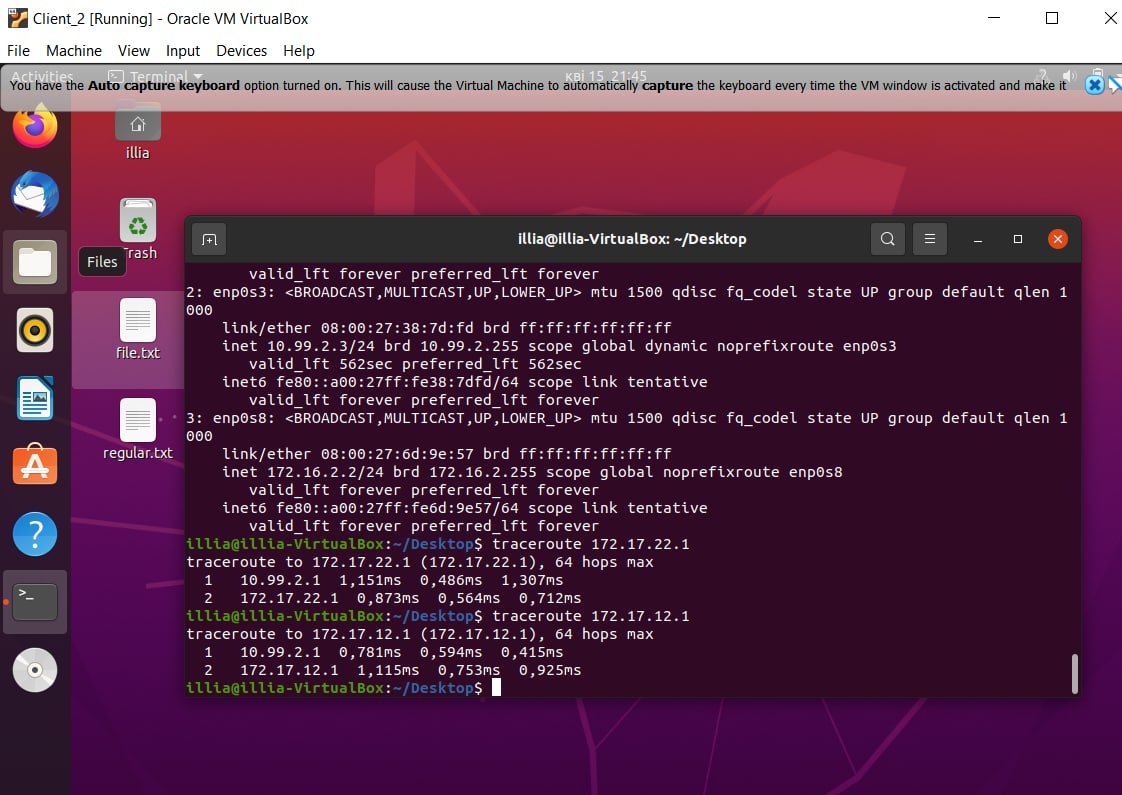 Client_2 [Running] - Oracle VM VirtualBox
File Machine View Input Devices Help
Activities Terminal кві 15, 21:45
You have the Auto capture keyboard option turned on. This will cause the Virtual Machine to automatically capture the keyboard every time the VM window is activated and make it
illia
Trash
Files
file.txt
regular.txt
illia@illia-VirtualBox: ~/Desktop
valid_lft forever preferred_lft forever
2: enp0s3: <BROADCAST,MULTICAST,UP,LOWER_UP> mtu 1500 qdisc fq_codel state UP group default qlen 1
000
link/ether 08:00:27:38:7d:fd brd ff:ff:ff:ff:ff:ff
inet 10.99.2.3/24 brd 10.99.2.255 scope global dynamic noprefixroute enp0s3
valid_lft 562sec preferred_lft 562sec
inet6 fe80::a00:27ff:fe38:7dfd/64 scope link tentative
valid_lft forever preferred_lft forever
3: enp0s8: <BROADCAST,MULTICAST,UP,LOWER_UP> mtu 1500 qdisc fq_codel state UP group default qlen 1
000
link/ether 08:00:27:6d:9e:57 brd ff:ff:ff:ff:ff:ff
inet 172.16.2.2/24 brd 172.16.2.255 scope global noprefixroute enp0s8
valid_lft forever preferred_lft forever
inet6 fe80::a00:27ff:fe6d:9e57/64 scope link tentative
valid_lft forever preferred_lft forever
illia@illia-VirtualBox:~/Desktop$ traceroute 172.17.22.1
traceroute to 172.17.22.1 (172.17.22.1), 64 hops max
1 10.99.2.1 1,151ms 0,486ms 1,307ms
2 172.17.22.1 0,873ms 0,564ms 0,712ms
illia@illia-VirtualBox:~/Desktop$ traceroute 172.17.12.1
traceroute to 172.17.12.1 (172.17.12.1), 64 hops max
1 10.99.2.1 0,781ms 0,594ms 0,415ms
2 172.17.12.1 1,115ms 0,753ms 0,925ms
illia@illia-VirtualBox:~/Desktop$